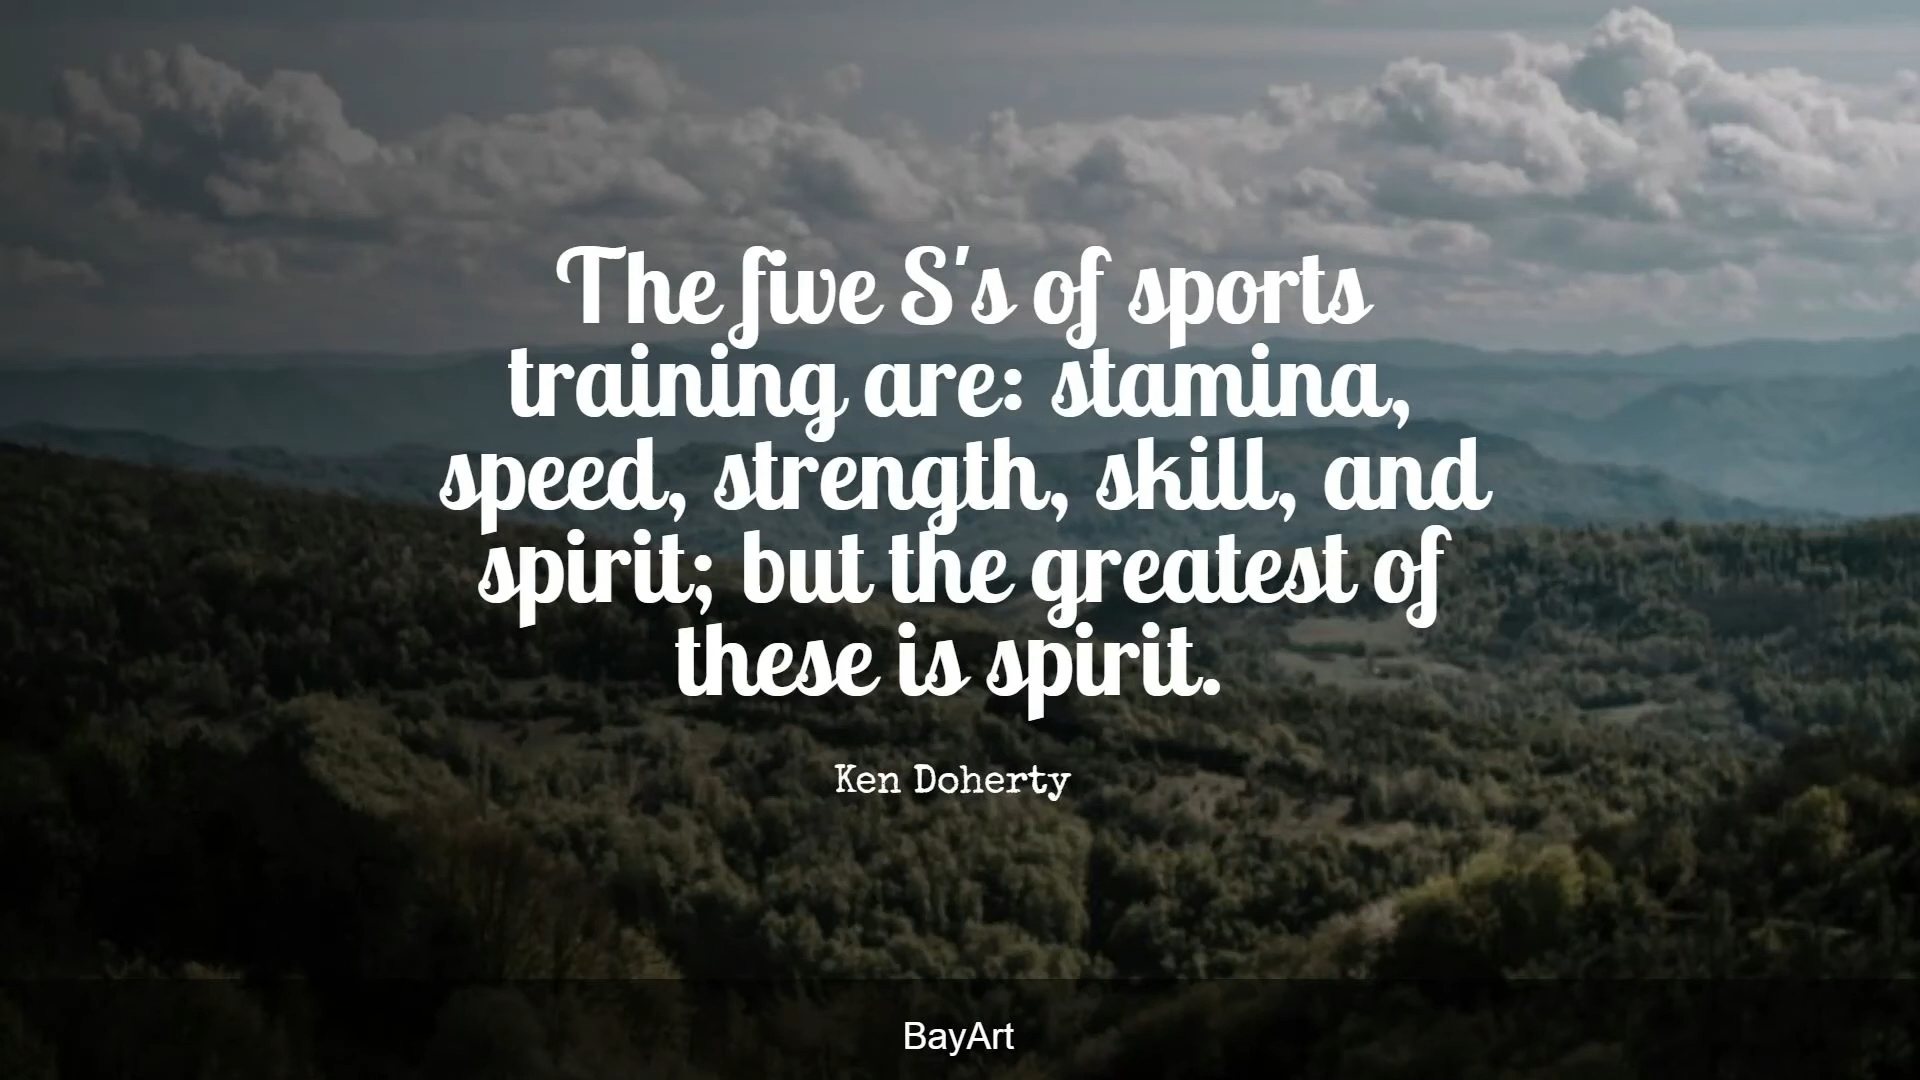 The five S's of sports
training are: stamina,
speed, strength, skill, and
spirit; but the greatest of
these is spirit.
Ken Doherty
BayArt